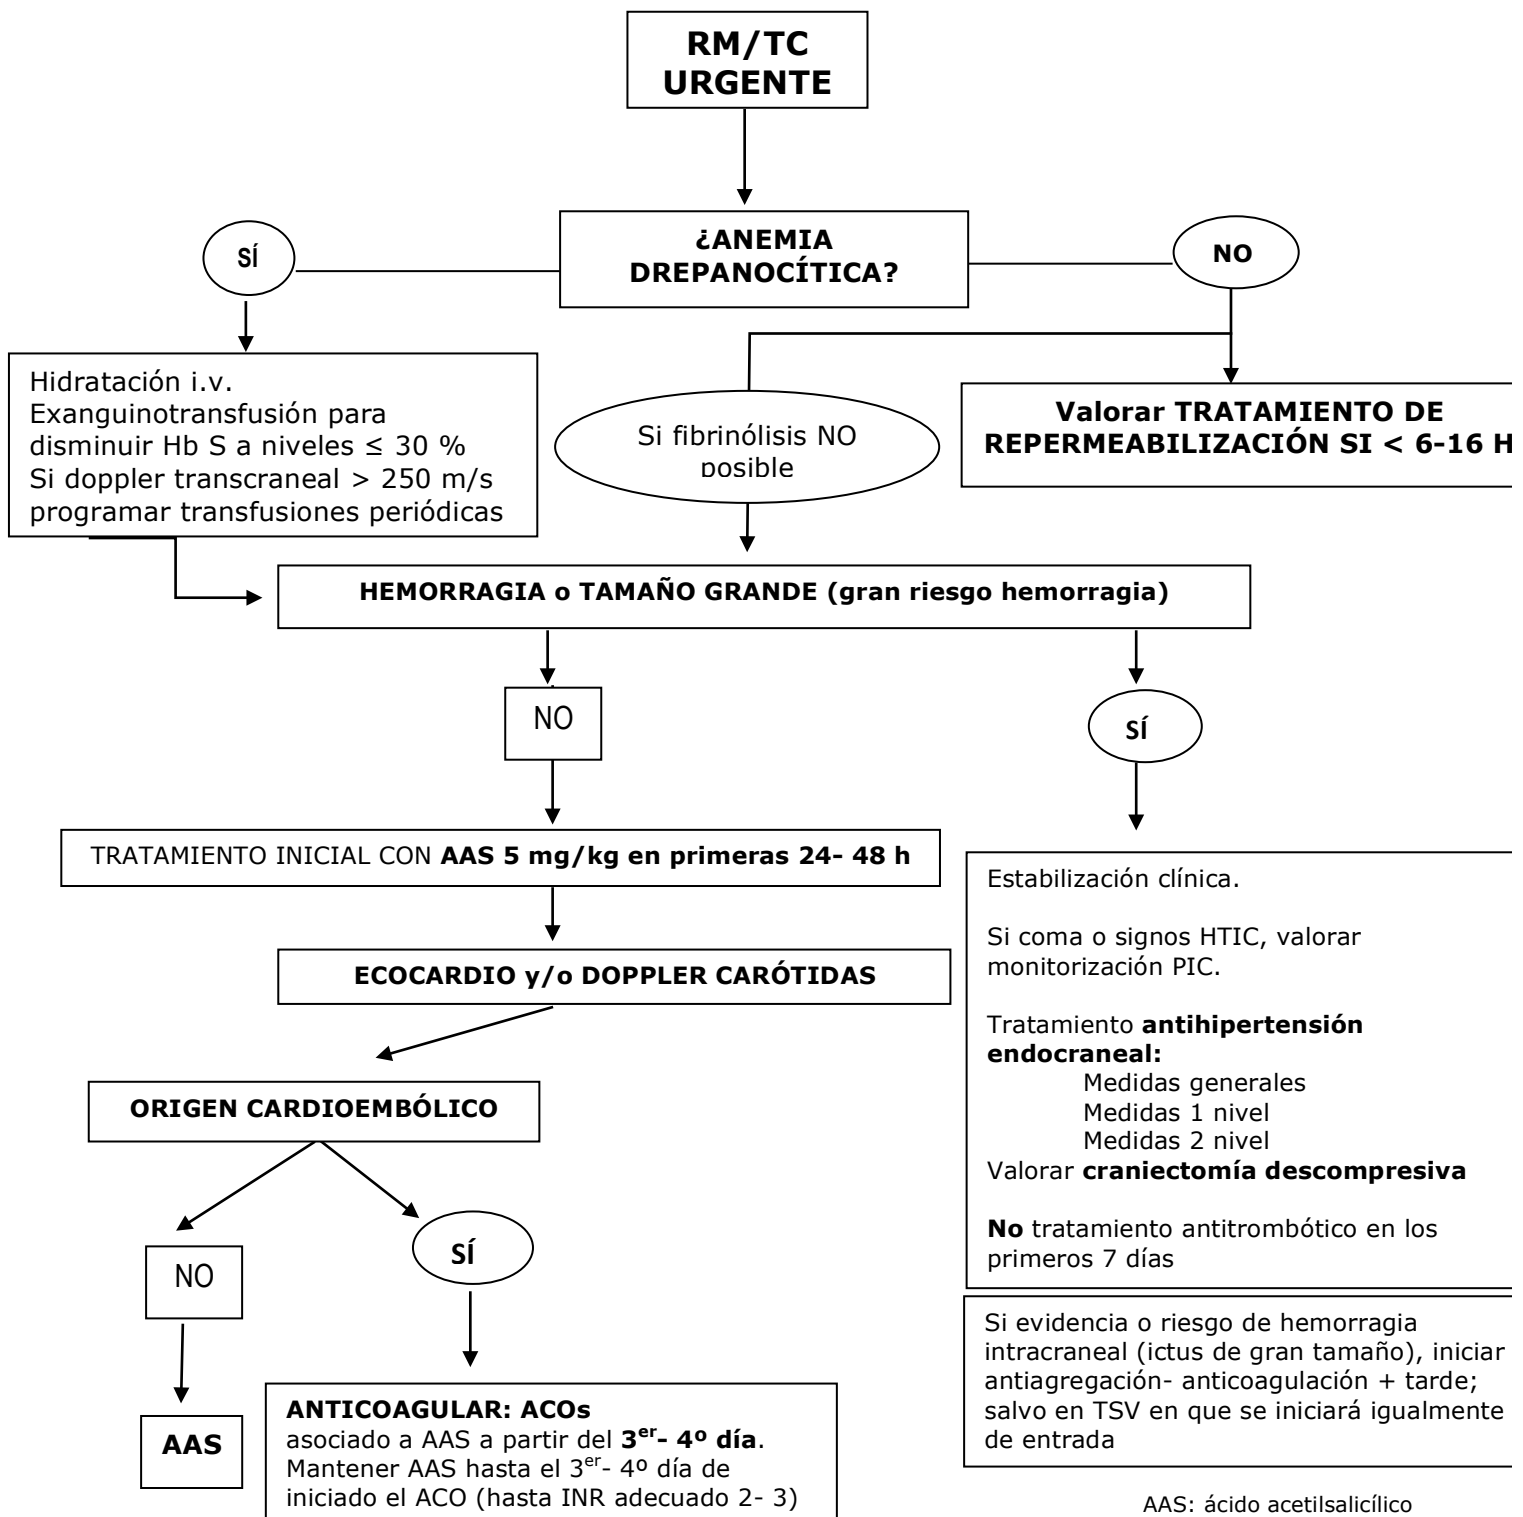 RM/TC
URGENTE
¿ANEMIA
DREPANOCÍTICA?
SÍ
NO
Hidratación i.v.
Exanguinotransfusión para
disminuir Hb S a niveles ≤ 30 %
Si doppler transcraneal > 250 m/s
programar transfusiones periódicas
Si fibrinólisis NO
posible
Valorar TRATAMIENTO DE
REPERMEABILIZACIÓN SI < 6-16 H
HEMORRAGIA o TAMAÑO GRANDE (gran riesgo hemorragia)
NO
SÍ
TRATAMIENTO INICIAL CON AAS 5 mg/kg en primeras 24- 48 h
ECOCARDIO y/o DOPPLER CARÓTIDAS
ORIGEN CARDIOEMBÓLICO
NO
SÍ
AAS
ANTICOAGULAR: ACOs
asociado a AAS a partir del 3er- 4º día.
Mantener AAS hasta el 3er- 4º día de
iniciado el ACO (hasta INR adecuado 2- 3)
Estabilización clínica.
Si coma o signos HTIC, valorar
monitorización PIC.
Tratamiento antihipertensión
endocraneal:
Medidas generales
Medidas 1 nivel
Medidas 2 nivel
Valorar craniectomía descompresiva
No tratamiento antitrombótico en los
primeros 7 días
Si evidencia o riesgo de hemorragia
intracraneal (ictus de gran tamaño), iniciar
antiagregación- anticoagulación + tarde;
salvo en TSV en que se iniciará igualmente
de entrada
AAS: ácido acetilsalicílico